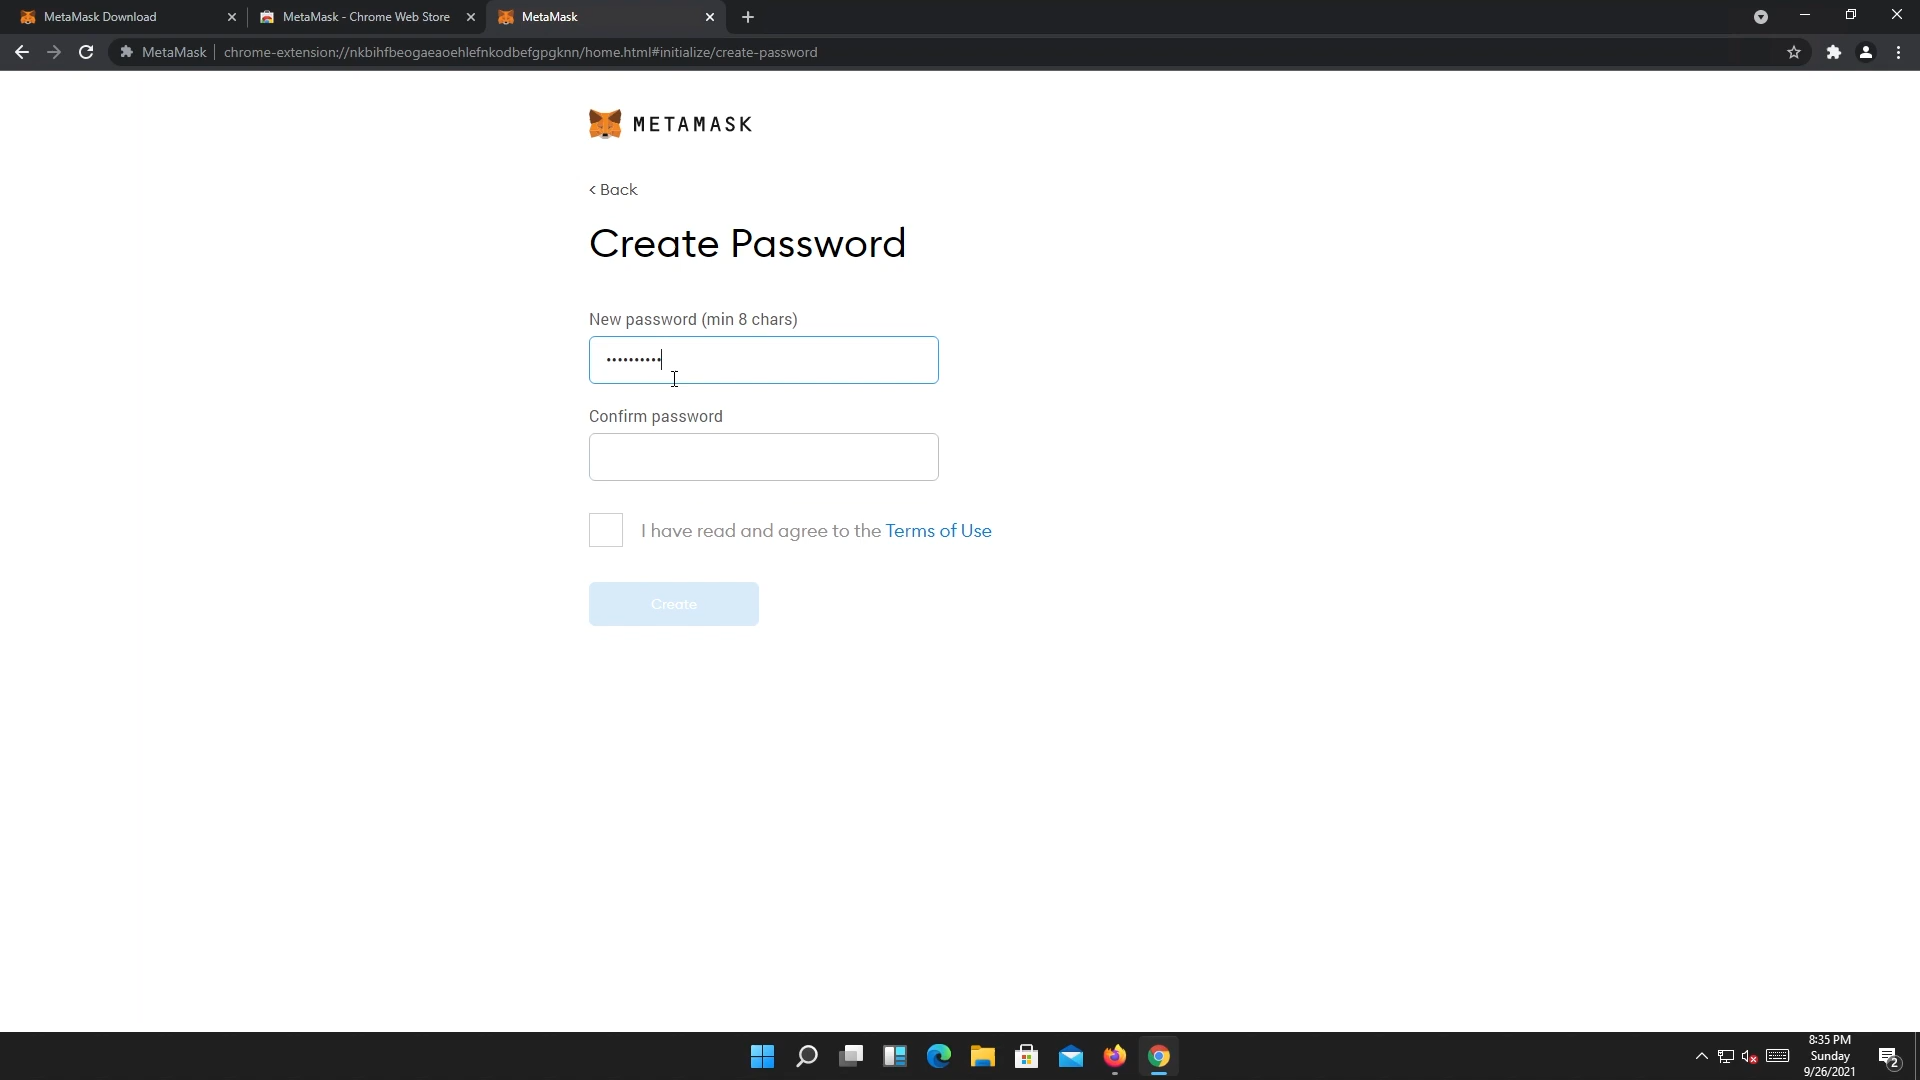 MetaMask Download
MetaMask - Chrome Web Store
MetaMask
MetaMask
chrome-extension://nkbihfbeogaeaoehlefnkodbefgpgknn/home.html#initialize/create-password
METAMASK
< Back
Create Password
New password (min 8 chars)
••••••••••
Confirm password
I have read and agree to the Terms of Use
Create
8:35 PM
Sunday
9/26/2021
2